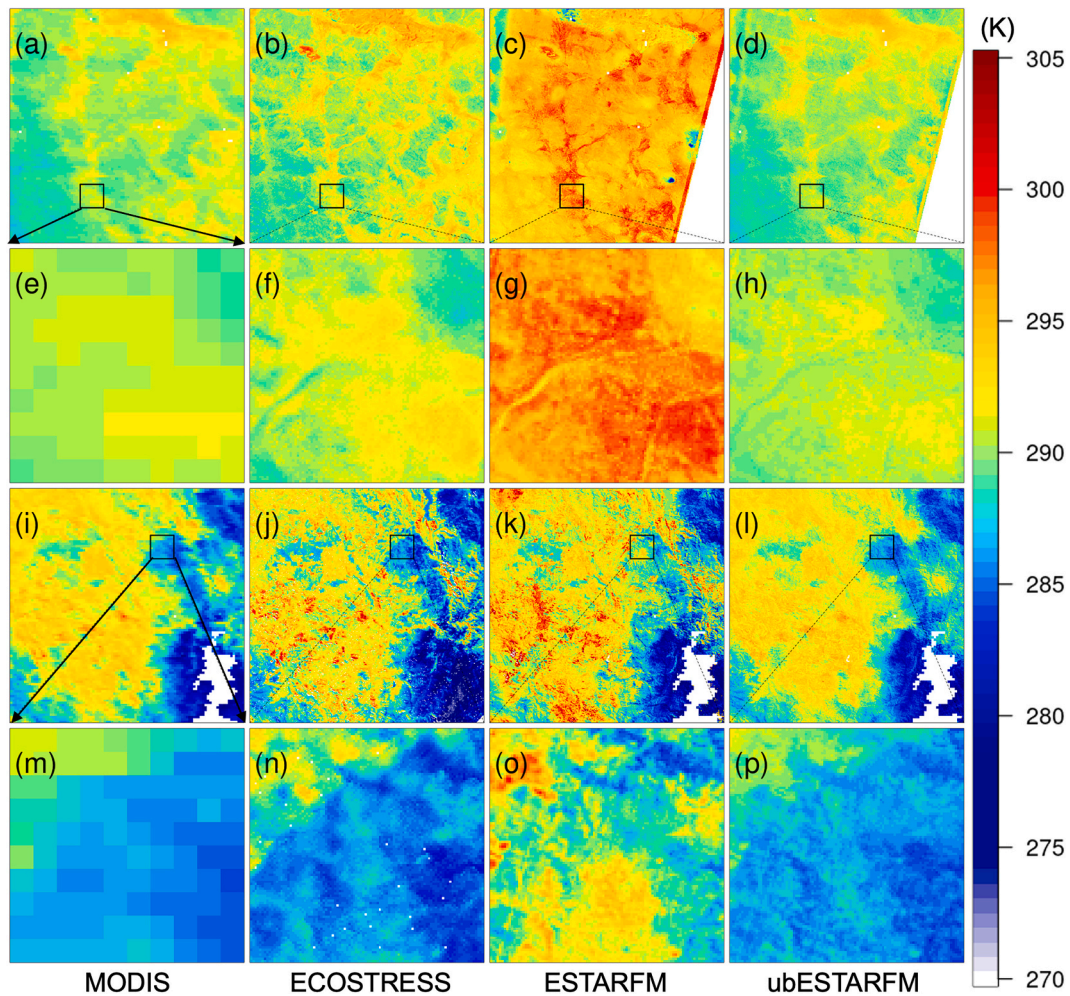 (a) (b) (c) (d) (K)
305
300
(e) (f) (g) (h)
295
290
(i) (j) (k) (l)
285
280
(m) (n) (o) (p)
275
270
MODIS ECOSTRESS ESTARFM ubESTARFM